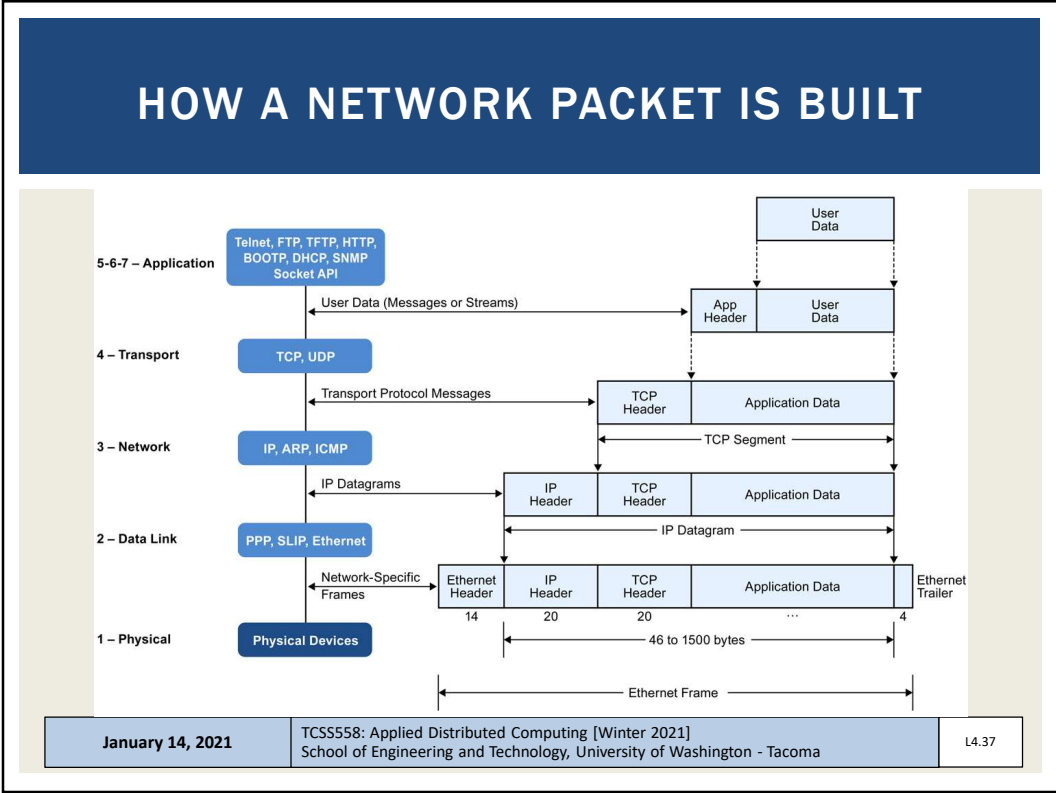 HOW A NETWORK PACKET IS BUILT
User
Data
Telnet, FTP, TFTP, HTTP,
BOOTP, DHCP, SNMP
Socket API
5-6-7 – Application
User Data (Messages or Streams)
App
Header
User
Data
4 – Transport
TCP, UDP
Transport Protocol Messages
TCP
Header
Application Data
TCP Segment
3 – Network
IP, ARP, ICMP
IP Datagrams
IP
Header
TCP
Header
Application Data
IP Datagram
2 – Data Link
PPP, SLIP, Ethernet
Network-Specific
Frames
Ethernet
Header
IP
Header
TCP
Header
Application Data
Ethernet
Trailer
14
20
20
...
4
1 – Physical
Physical Devices
46 to 1500 bytes
Ethernet Frame
January 14, 2021
TCSS558: Applied Distributed Computing [Winter 2021]
School of Engineering and Technology, University of Washington - Tacoma
L4.37